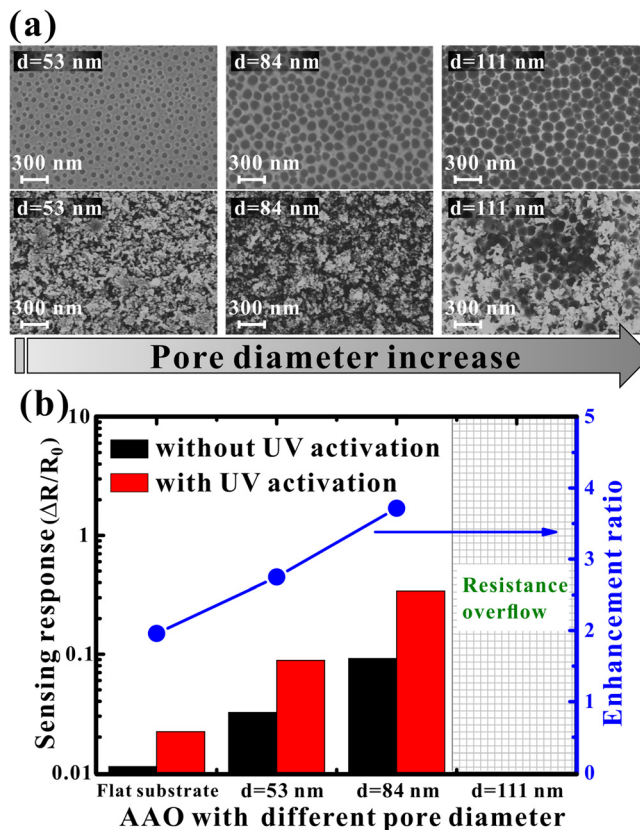 (a)
d=53 nm d=84 nm d=111 nm
300 nm 300 nm 300 nm
d=53 nm d=84 nm d=111 nm
300 nm 300 nm 300 nm
Pore diameter increase
(b)
10
1
0.1
0.01
Sensing response (ΔR/R₀)
without UV activation
with UV activation
Resistance
overflow
5
4
3
2
1
0
Enhancement ratio
Flat substrate d=53 nm d=84 nm d=111 nm
AAO with different pore diameter